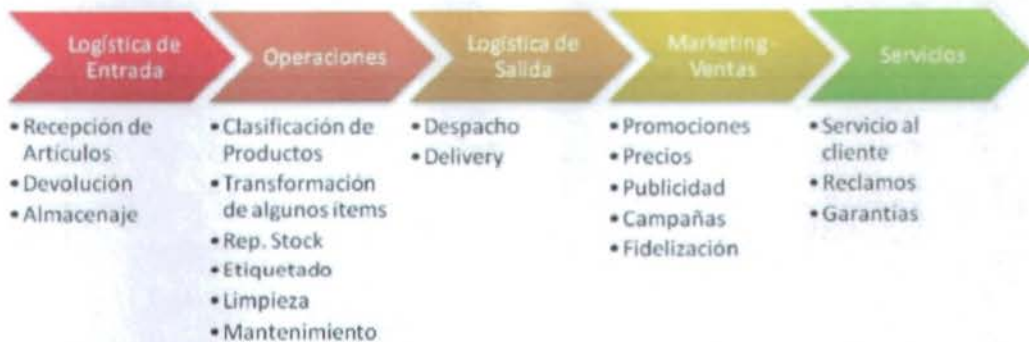 Logística de
Entrada
Operaciones
Logística de
Salida
Marketing-
Ventas
Servicios
• Recepción de
Artículos
• Devolución
• Almacenaje
• Clasificación de
Productos
• Transformación
de algunos ítems
• Rep. Stock
• Etiquetado
• Limpieza
• Mantenimiento
• Despacho
• Delivery
• Promociones
• Precios
• Publicidad
• Campañas
• Fidelización
• Servicio al
cliente
• Reclamos
• Garantías